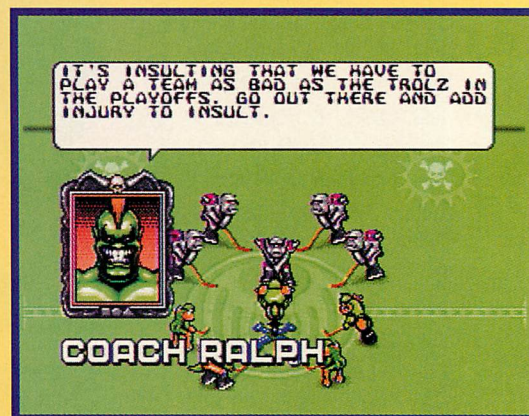 IT'S INSULTING THAT WE HAVE TO
PLAY A TEAM AS BAD AS THE TROLZ IN
THE PLAYOFFS. GO OUT THERE AND ADD
INJURY TO INSULT.
COACH RALPH